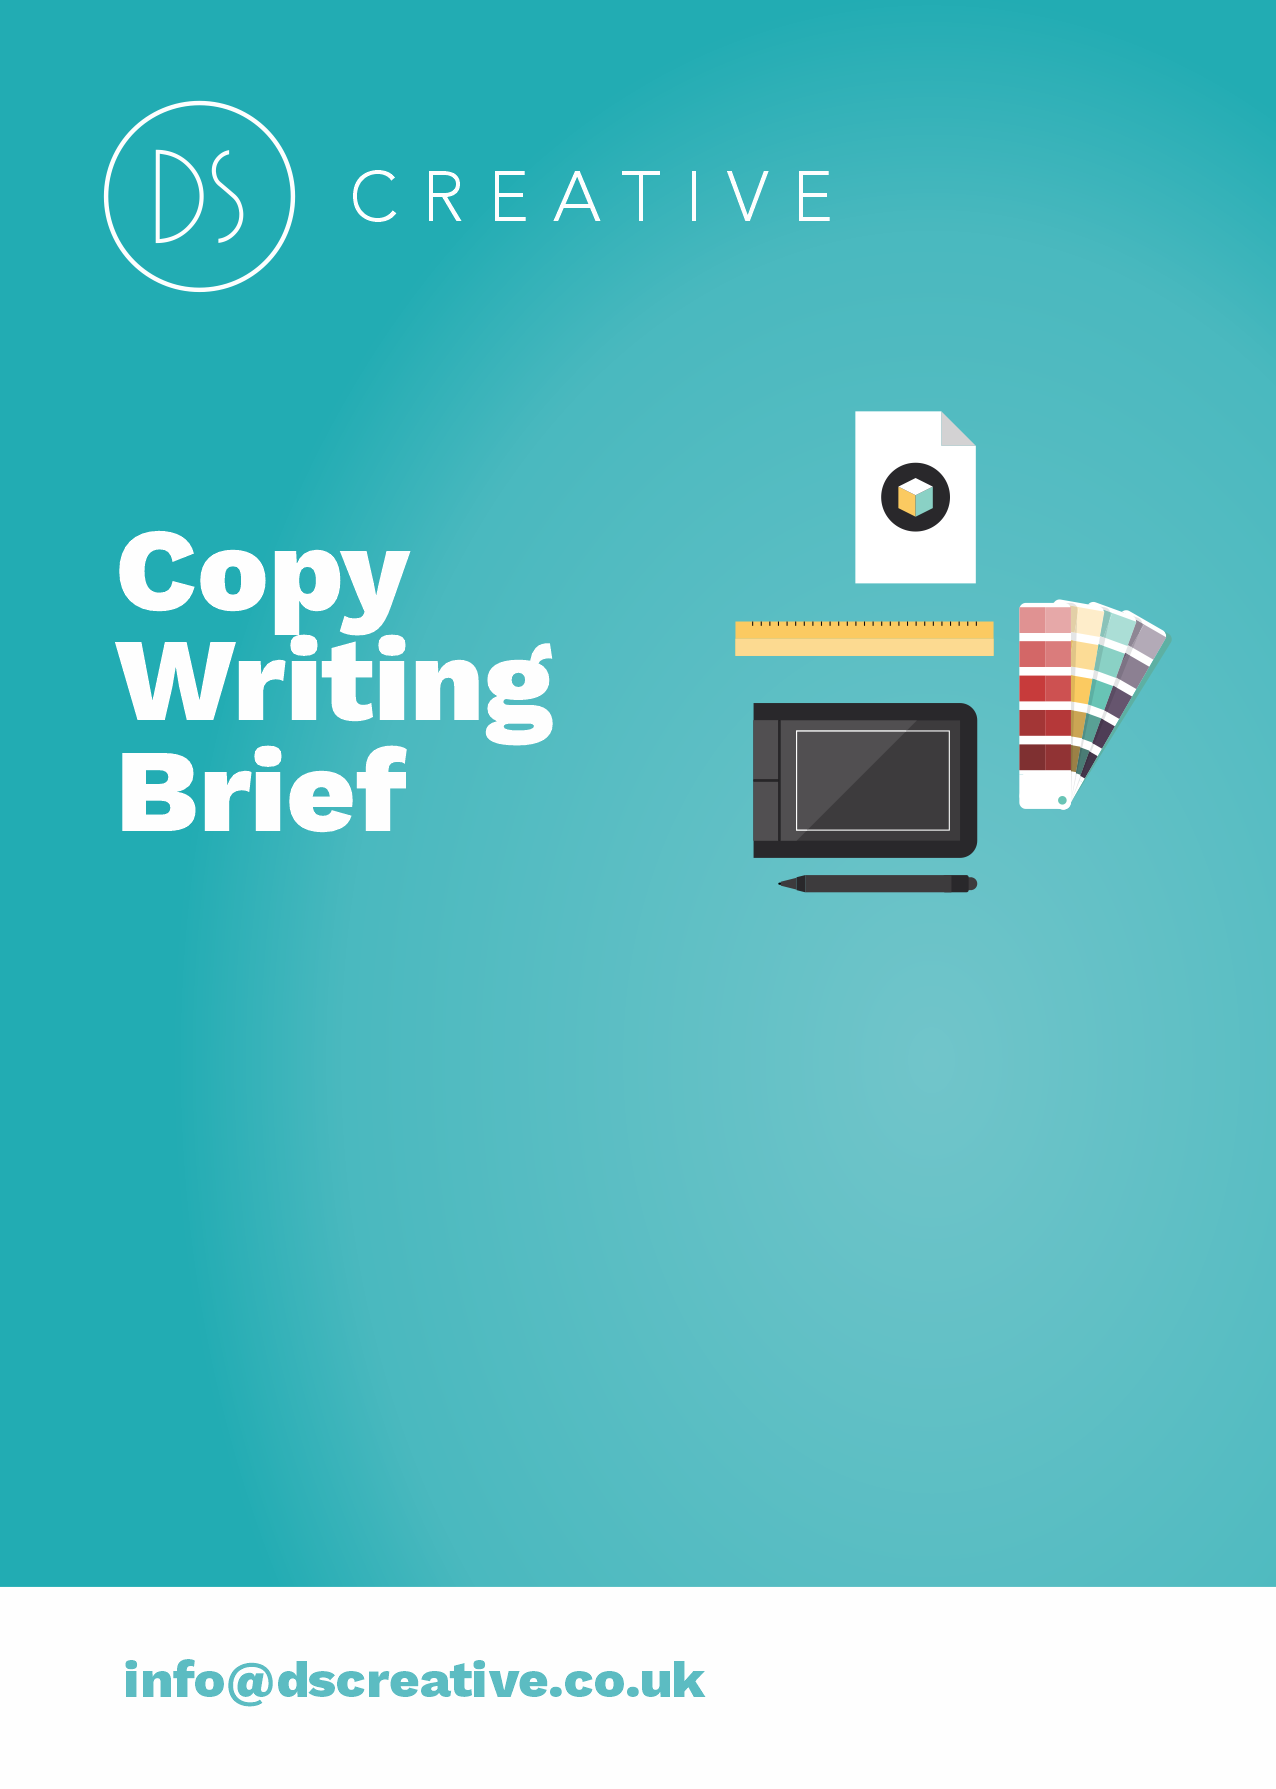 DS CREATIVE
Copy
Writing
Brief
info@dscreative.co.uk